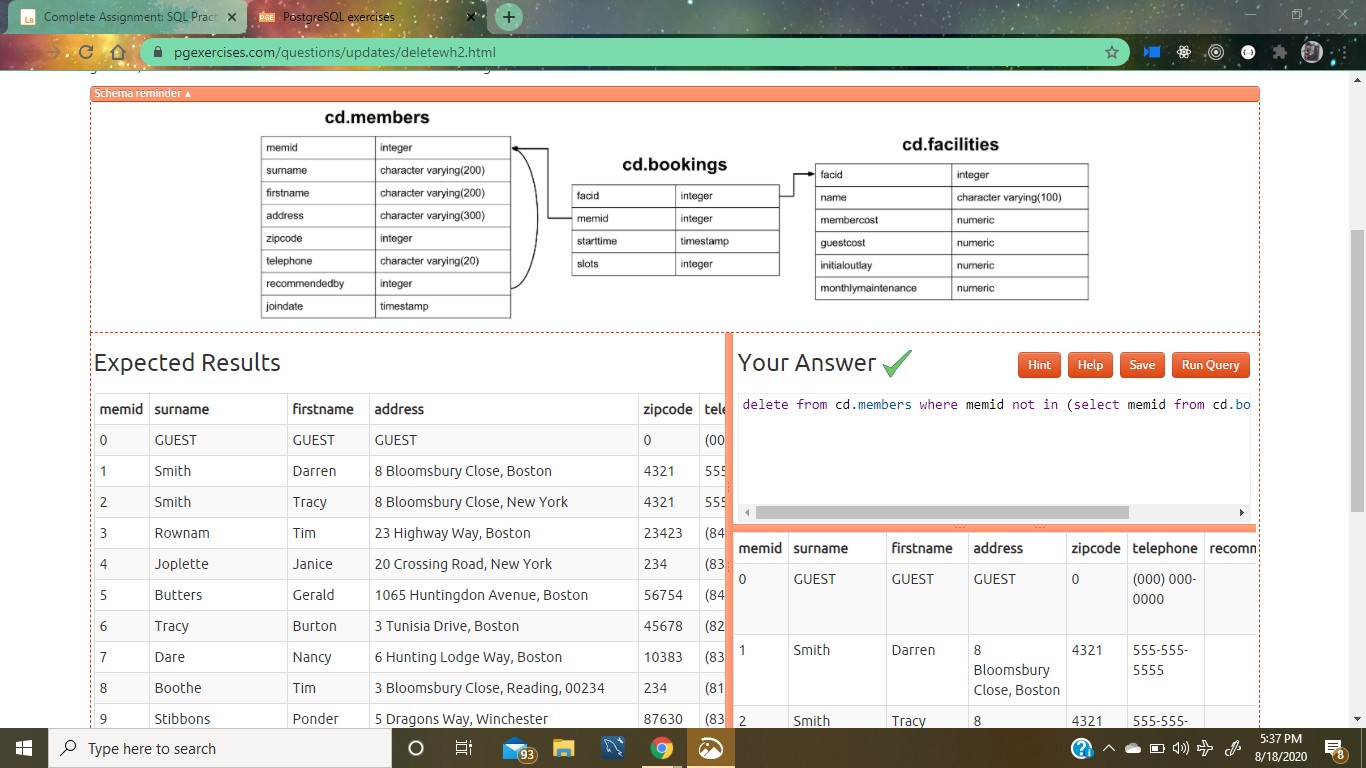 Complete Assignment: SQL Pract
PGE PostgreSQL exercises
pgexercises.com/questions/updates/deletewh2.html
Schema reminder
cd.members
memid integer
surname character varying(200)
firstname character varying(200)
address character varying(300)
zipcode integer
telephone character varying(20)
recommendedby integer
joindate timestamp
cd.bookings
facid integer
memid integer
starttime timestamp
slots integer
cd.facilities
facid integer
name character varying(100)
membercost numeric
guestcost numeric
initialoutlay numeric
monthlymaintenance numeric
Expected Results
memid surname firstname address zipcode tele
0 GUEST GUEST GUEST 0 (00
1 Smith Darren 8 Bloomsbury Close, Boston 4321 555
2 Smith Tracy 8 Bloomsbury Close, New York 4321 555
3 Rownam Tim 23 Highway Way, Boston 23423 (84
4 Joplette Janice 20 Crossing Road, New York 234 (83
5 Butters Gerald 1065 Huntingdon Avenue, Boston 56754 (84
6 Tracy Burton 3 Tunisia Drive, Boston 45678 (82
7 Dare Nancy 6 Hunting Lodge Way, Boston 10383 (83
8 Boothe Tim 3 Bloomsbury Close, Reading, 00234 234 (81
9 Stibbons Ponder 5 Dragons Way, Winchester 87630 (83
Your Answer
Hint Help Save Run Query
delete from cd.members where memid not in (select memid from cd.bo
memid surname firstname address zipcode telephone recomm
0 GUEST GUEST GUEST 0 (000) 000-
0000
1 Smith Darren 8 4321 555-555-
Bloomsbury 5555
Close, Boston
2 Smith Tracy 8 4321 555-555-
Type here to search
93
5:37 PM
8/18/2020
8